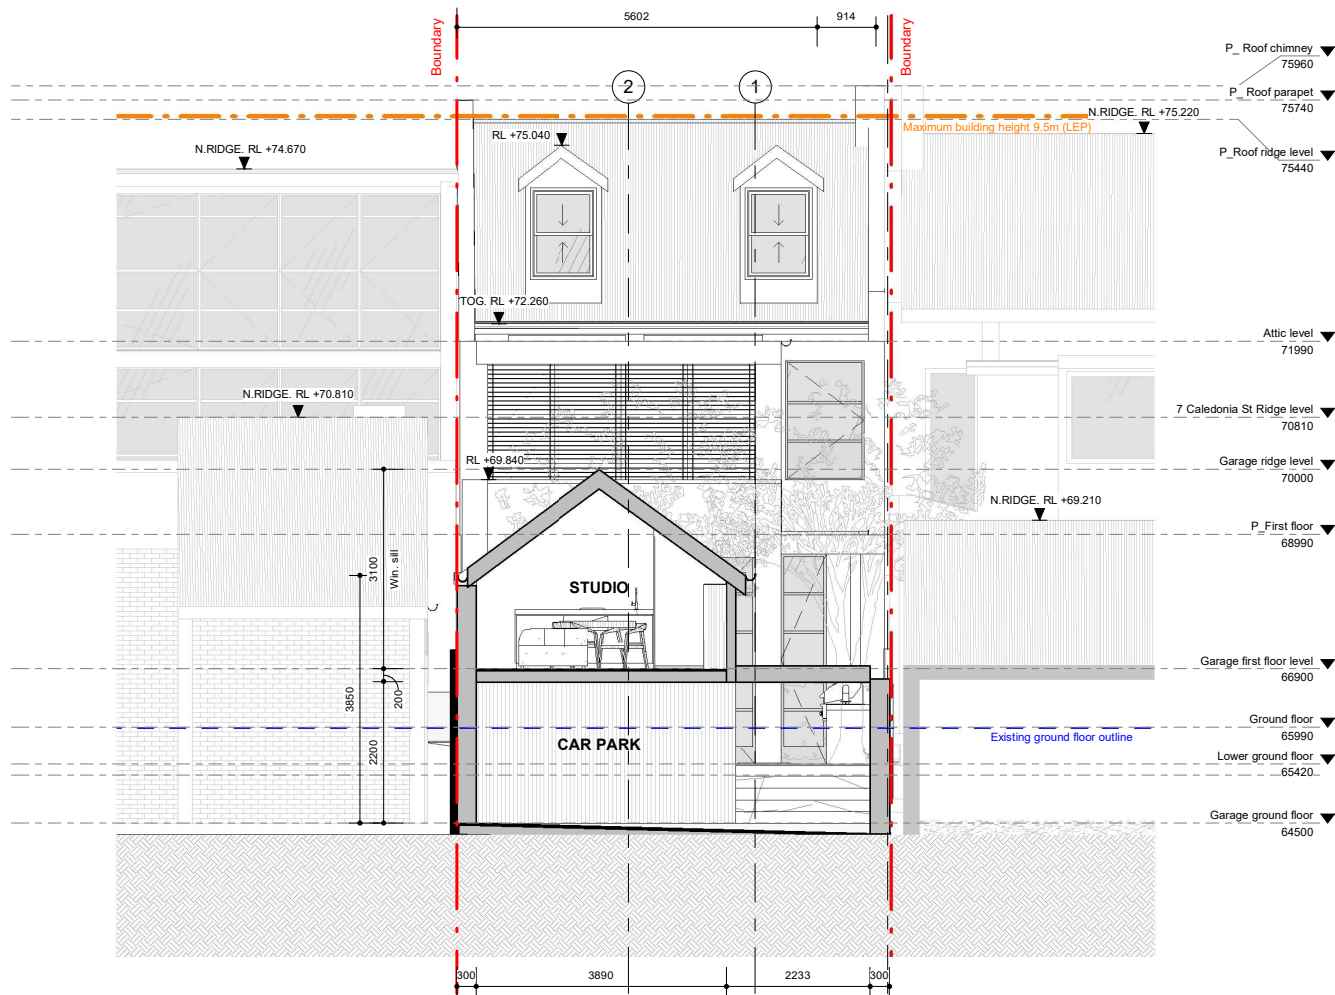 5602
914
Boundary
Boundary
P_ Roof chimney
75960
2
1
P_ Roof parapet
75740
N.RIDGE. RL +75.220
Maximum building height 9.5m (LEP)
RL +75.040
N.RIDGE. RL +74.670
P_Roof ridge level
75440
TOG. RL +72.260
Attic level
71990
N.RIDGE. RL +70.810
7 Caledonia St Ridge level
70810
RL +69.840
Garage ridge level
70000
N.RIDGE. RL +69.210
P_First floor
68990
3100
Win. sill
STUDIO
Garage first floor level
66900
3850
200
2200
Ground floor
65990
Existing ground floor outline
CAR PARK
Lower ground floor
65420
Garage ground floor
64500
300
3890
2233
300